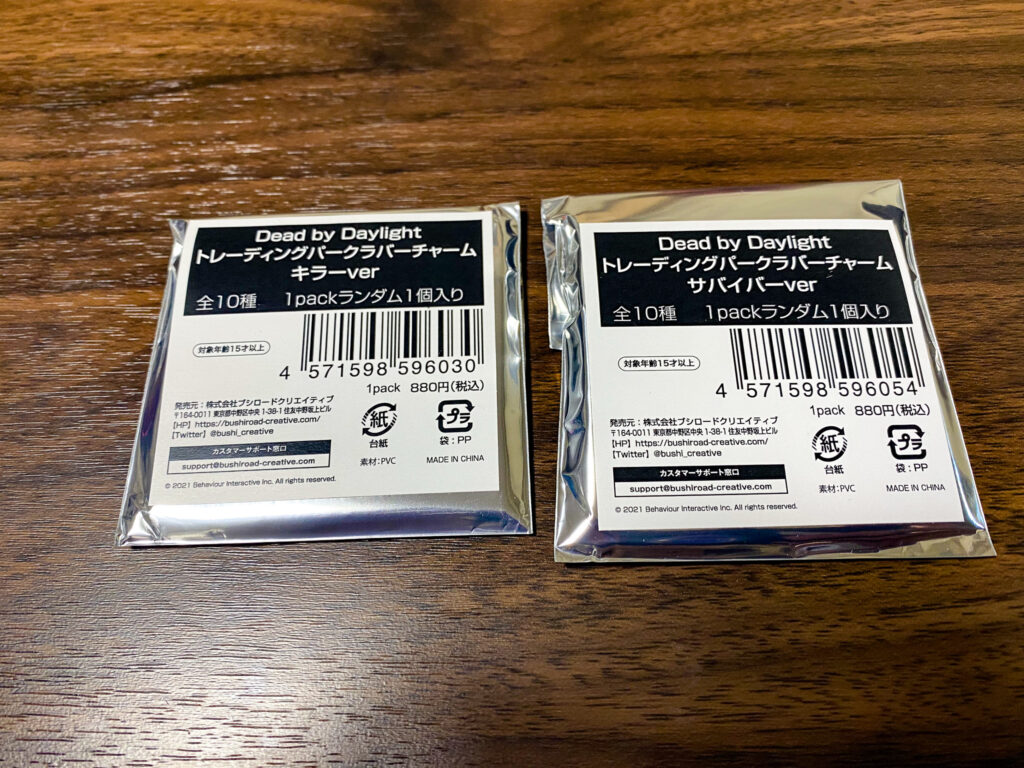 Dead by Daylight
トレーディングパークラバーチャーム
キラーver
全10種 1packランダム1個入り
対象年齢15才以上
4 571598 596030
1pack 880円(税込)
発売元:株式会社ブシロードクリエイティブ
〒164-0011 東京都中野区中央 1-38-1 住友中野坂上ビル
【HP】https://bushiroad-creative.com/
【Twitter】@bushi_creative
カスタマーサポート窓口
support@bushiroad-creative.com
紙
台紙
プラ
袋:PP
素材:PVC
MADE IN CHINA
© 2021 Behaviour Interactive Inc. All rights reserved.
Dead by Daylight
トレーディングパークラバーチャーム
サバイバーver
全10種 1packランダム1個入り
対象年齢15才以上
4 571598 596054
1pack 880円(税込)
発売元:株式会社ブシロードクリエイティブ
〒164-0011 東京都中野区中央 1-38-1 住友中野坂上ビル
【HP】https://bushiroad-creative.com/
【Twitter】@bushi_creative
カスタマーサポート窓口
support@bushiroad-creative.com
紙
台紙
プラ
袋:PP
素材:PVC
MADE IN CHINA
© 2021 Behaviour Interactive Inc. All rights reserved.